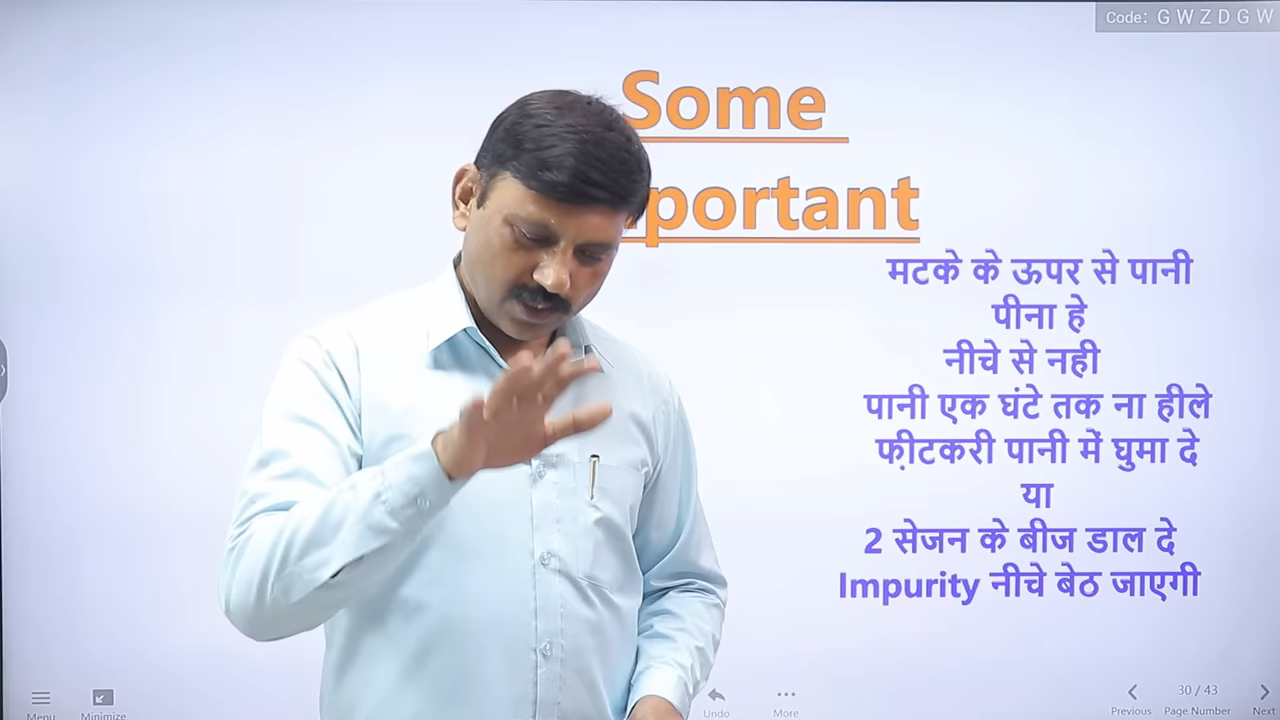 Code: G W Z D G W
Some
portant
मटके के ऊपर से पानी
पीना हे
नीचे से नही
पानी एक घंटे तक ना हीले
फ़ीटकरी पानी में घुमा दे
या
2 सेजन के बीज डाल दे
Impurity नीचे बेठ जाएगी
Menu
Minimize
Undo
More
Previous
30 / 43
Page Number
Next